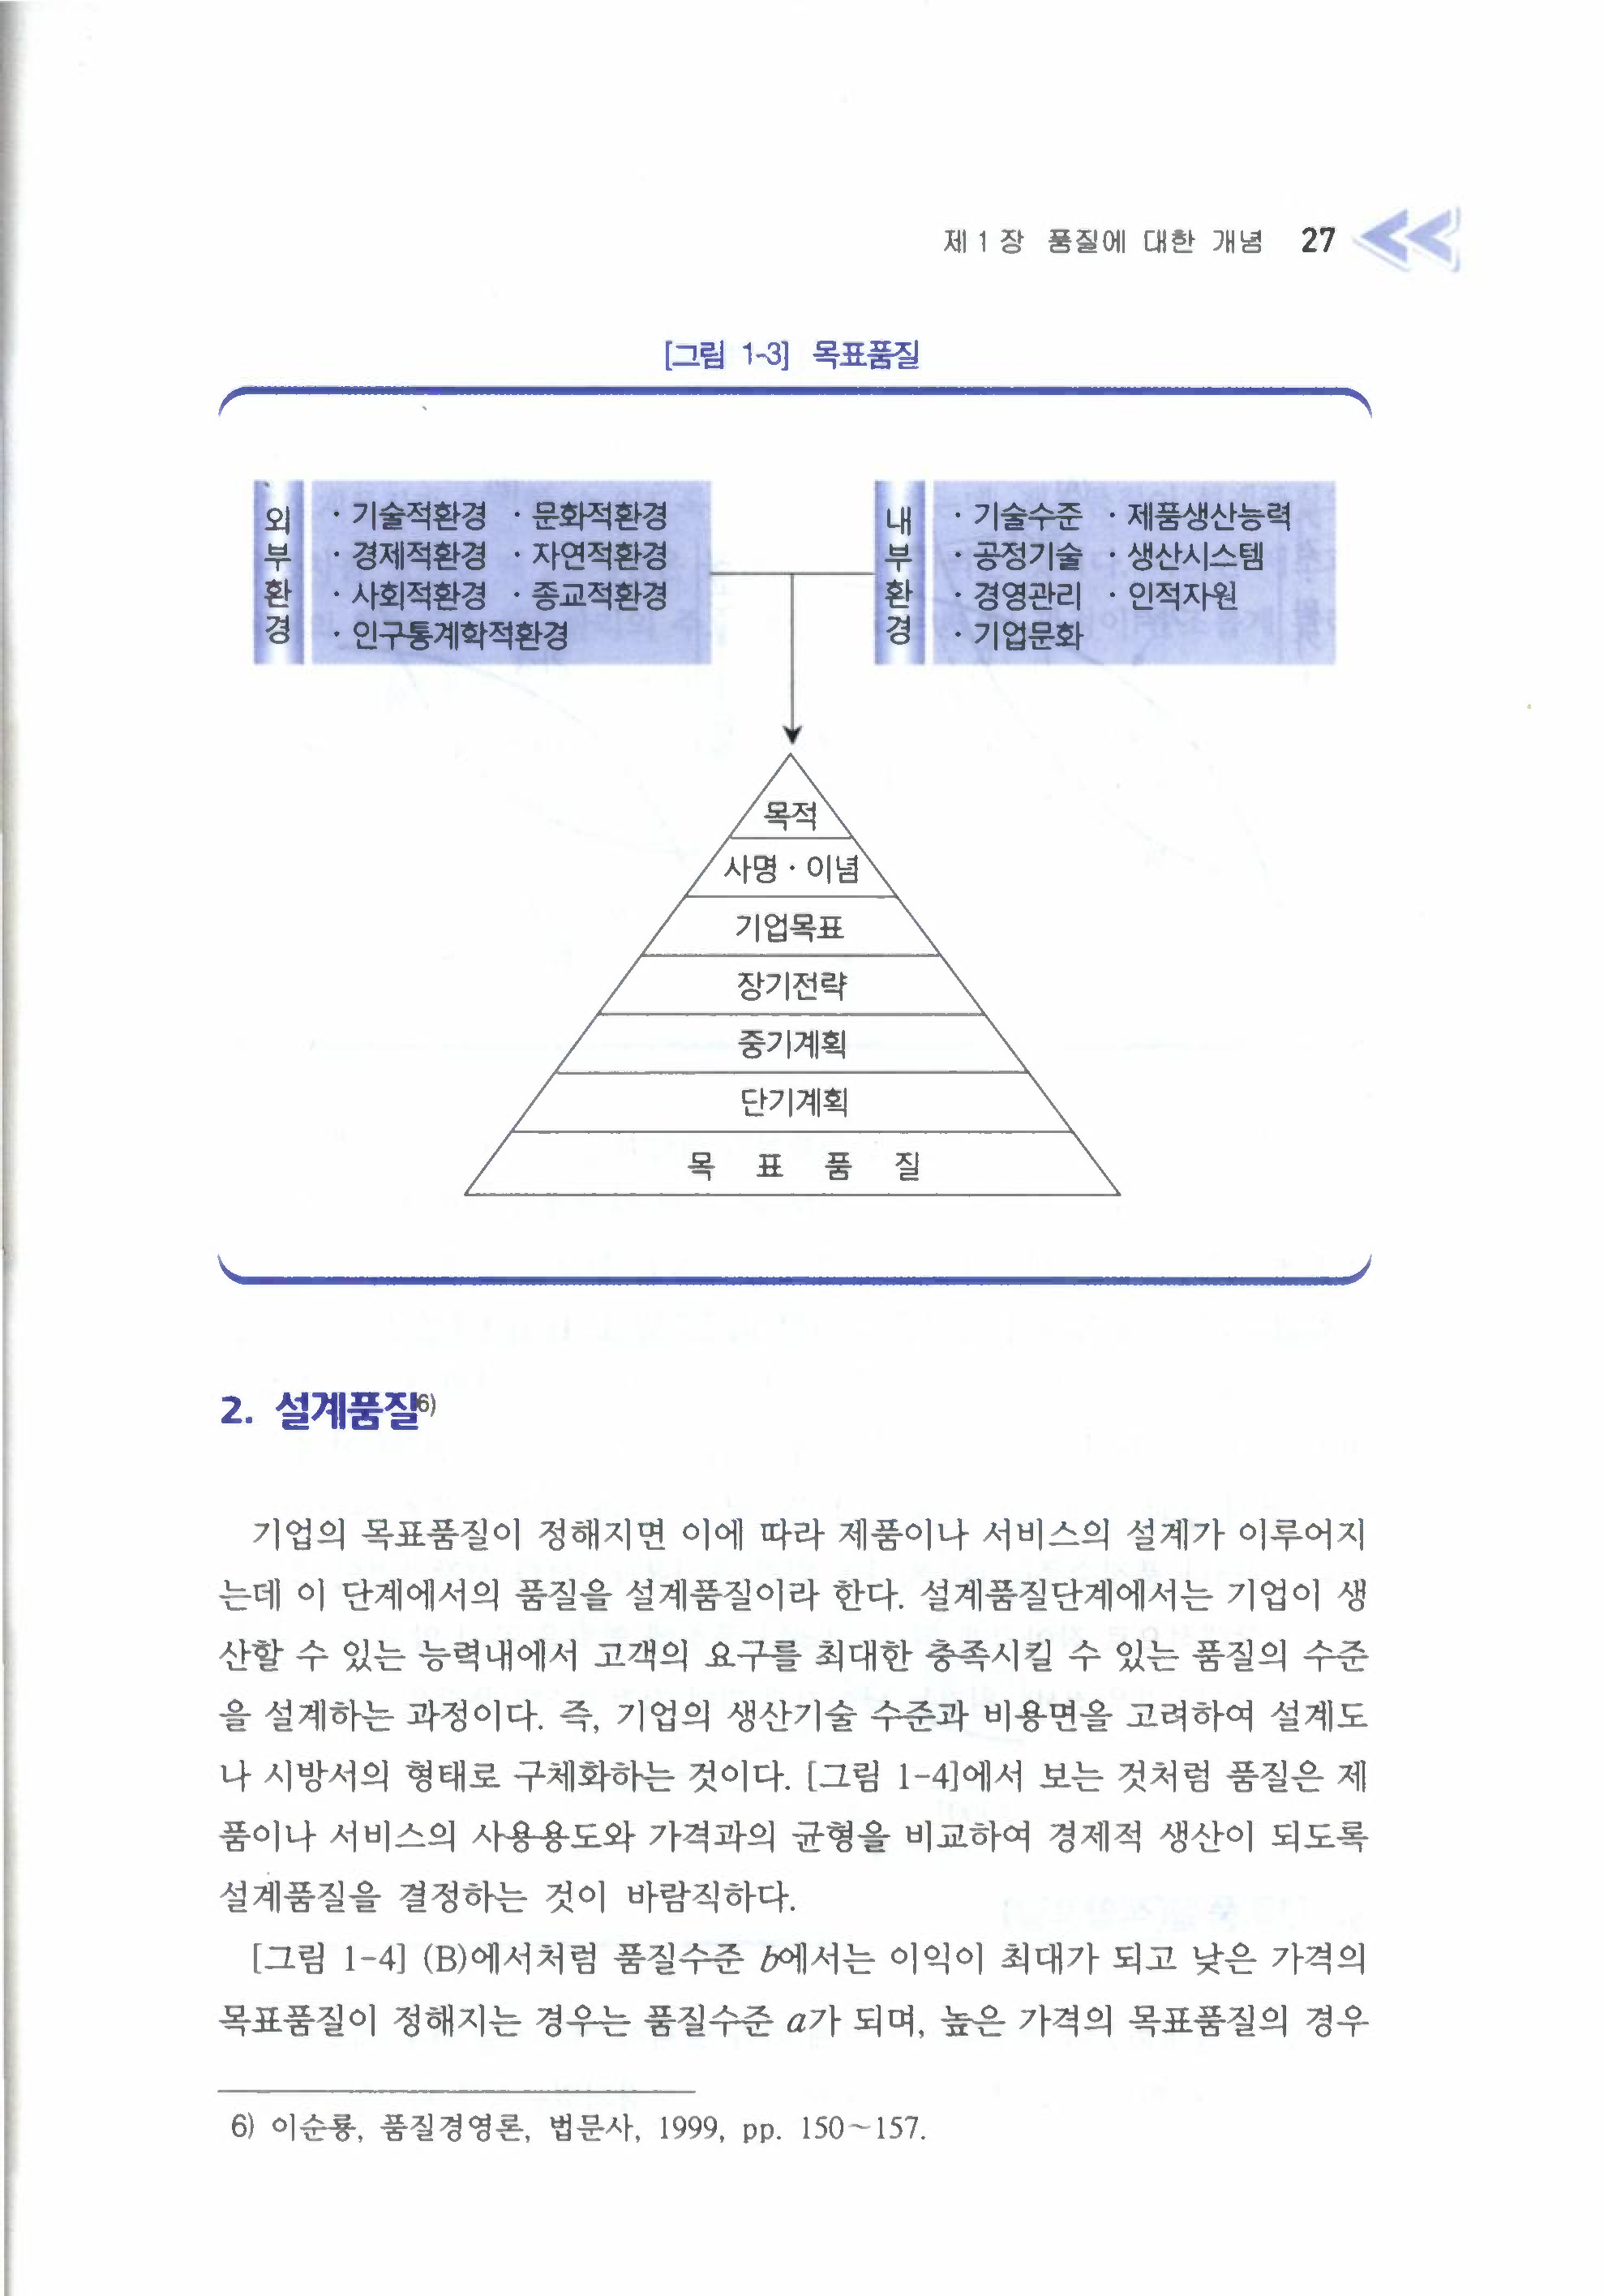 제 1 장 품질에 대한 개념 27
[그림 1-3] 목표품질
외부환경
· 기술적환경 · 문화적환경
· 경제적환경 · 자연적환경
· 사회적환경 · 종교적환경
· 인구통계학적환경
내부환경
· 기술수준 · 제품생산능력
· 공정기술 · 생산시스템
· 경영관리 · 인적자원
· 기업문화
목적
사명 · 이념
기업목표
장기전략
중기계획
단기계획
목 표 품 질
2. 설계품질6)
기업의 목표품질이 정해지면 이에 따라 제품이나 서비스의 설계가 이루어지
는데 이 단계에서의 품질을 설계품질이라 한다. 설계품질단계에서는 기업이 생
산할 수 있는 능력내에서 고객의 요구를 최대한 충족시킬 수 있는 품질의 수준
을 설계하는 과정이다. 즉, 기업의 생산기술 수준과 비용면을 고려하여 설계도
나 시방서의 형태로 구체화하는 것이다. [그림 1-4]에서 보는 것처럼 품질은 제
품이나 서비스의 사용용도와 가격과의 균형을 비교하여 경제적 생산이 되도록
설계품질을 결정하는 것이 바람직하다.
[그림 1-4] (B)에서처럼 품질수준 b에서는 이익이 최대가 되고 낮은 가격의
목표품질이 정해지는 경우는 품질수준 a가 되며, 높은 가격의 목표품질의 경우
6) 이순룡, 품질경영론, 법문사, 1999, pp. 150~157.